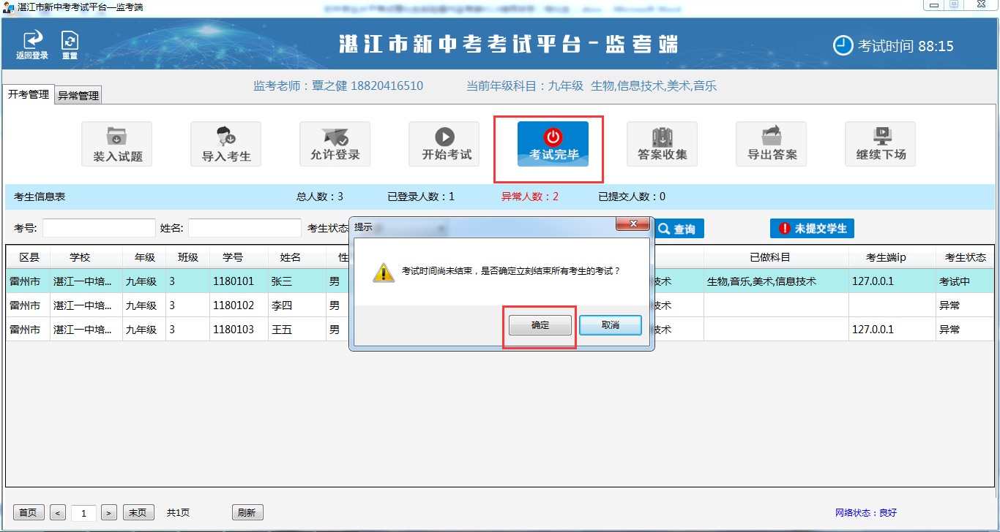 湛江市新中考考试平台—监考端
返回登录 重置 湛江市新中考考试平台-监考端 考试时间 88:15
开考管理 异常管理 监考老师：覃之健 18820416510 当前年级科目：九年级 生物,信息技术,美术,音乐
装入试题 导入考生 允许登录 开始考试 考试完毕 答案收集 导出答案 继续下场
考生信息表 总人数：3 已登录人数：1 异常人数：2 已提交人数：0
考号: 姓名: 考生状态 查询 未提交学生
提示
区县 学校 年级 班级 学号 姓名 性 已做科目 考生端ip 考生状态
雷州市 湛江一中培... 九年级 3 1180101 张三 男 技术 生物,音乐,美术,信息技术 127.0.0.1 考试中
雷州市 湛江一中培... 九年级 3 1180102 李四 男 技术 异常
雷州市 湛江一中培... 九年级 3 1180103 王五 男 技术 127.0.0.1 异常
考试时间尚未结束，是否确定立刻结束所有考生的考试？
确定 取消
首页 < 1 > 末页 共1页 刷新 网络状态：良好